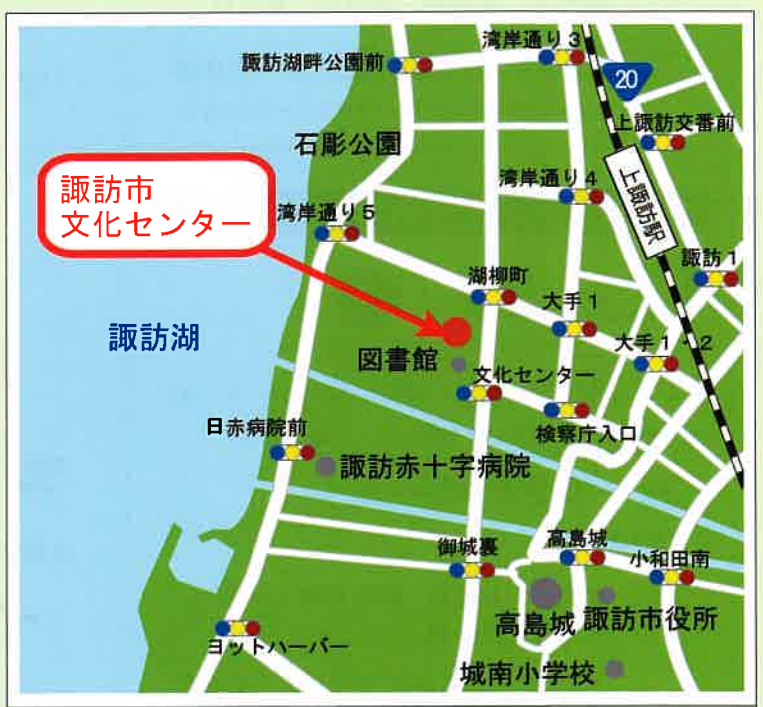 湾岸通り3
諏訪湖畔公園前
20
上諏訪交番前
石彫公園
諏訪市
文化センター
湾岸通り4
上諏訪駅
湾岸通り5
諏訪1
湖柳町
大手1
諏訪湖
大手1・2
図書館
文化センター
日赤病院前
検察庁入口
諏訪赤十字病院
御城裏
高島城
小和田南
高島城
諏訪市役所
ヨットハーバー
城南小学校